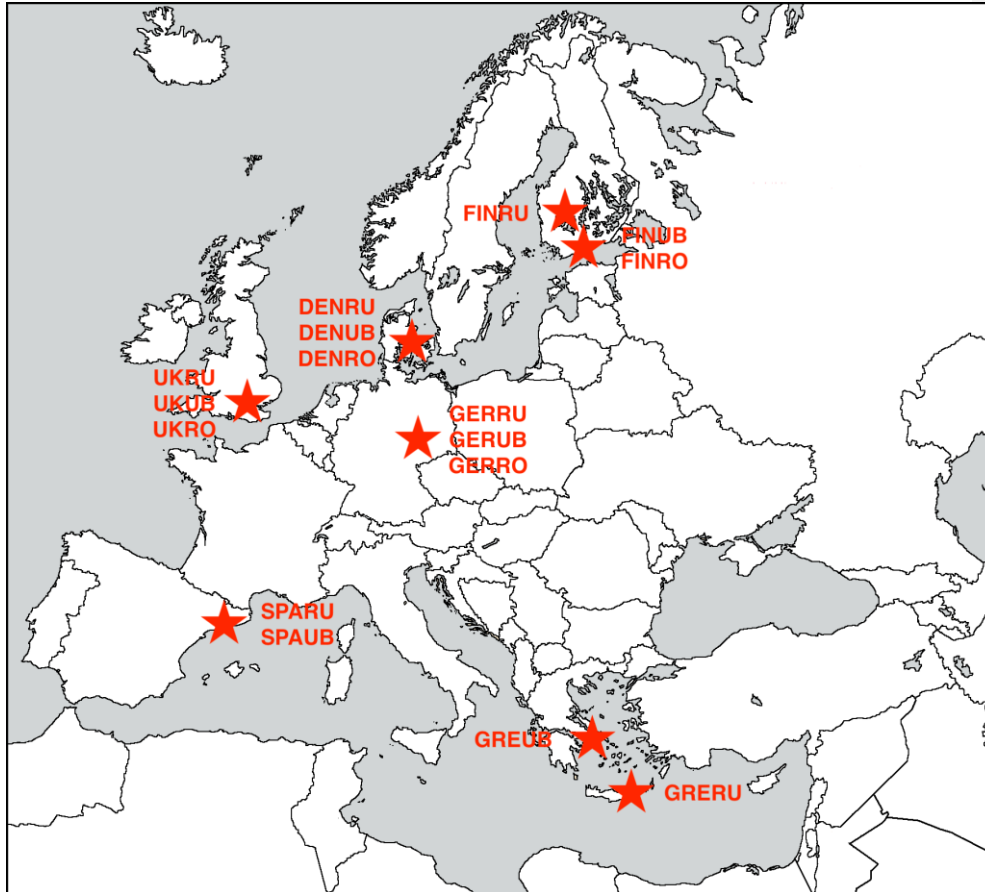 FINRU
FINUB
FINRO
DENRU
DENUB
DENRO
UKRU
UKUB
UKRO
GERRU
GERUB
GERRO
SPARU
SPAUB
GREUB
GRERU